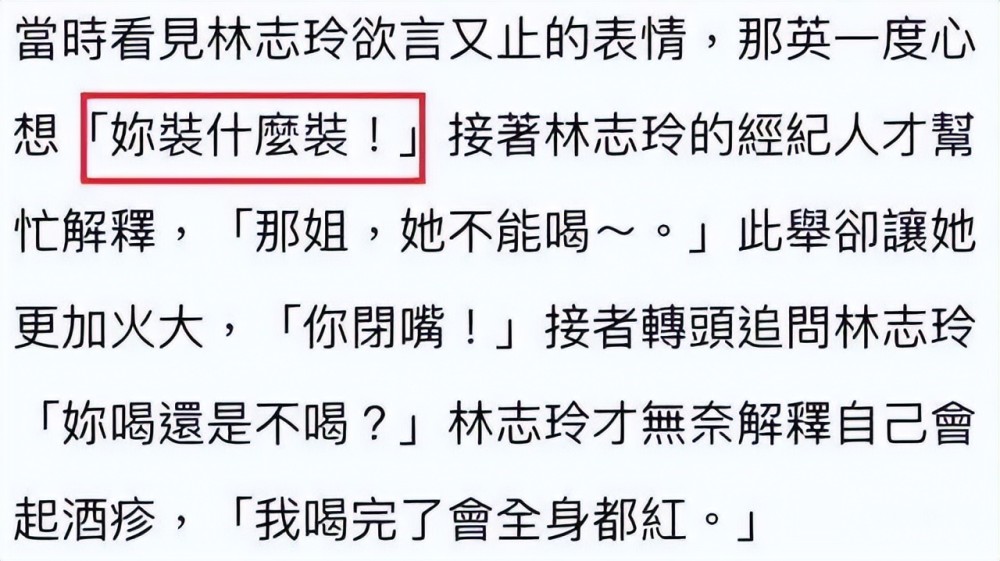 當時看見林志玲欲言又止的表情，那英一度心
想「妳裝什麼裝！」接著林志玲的經紀人才幫
忙解釋，「那姐，她不能喝～。」此舉卻讓她
更加火大，「你閉嘴！」接者轉頭追問林志玲
「妳喝還是不喝？」林志玲才無奈解釋自己會
起酒疹，「我喝完了會全身都紅。」